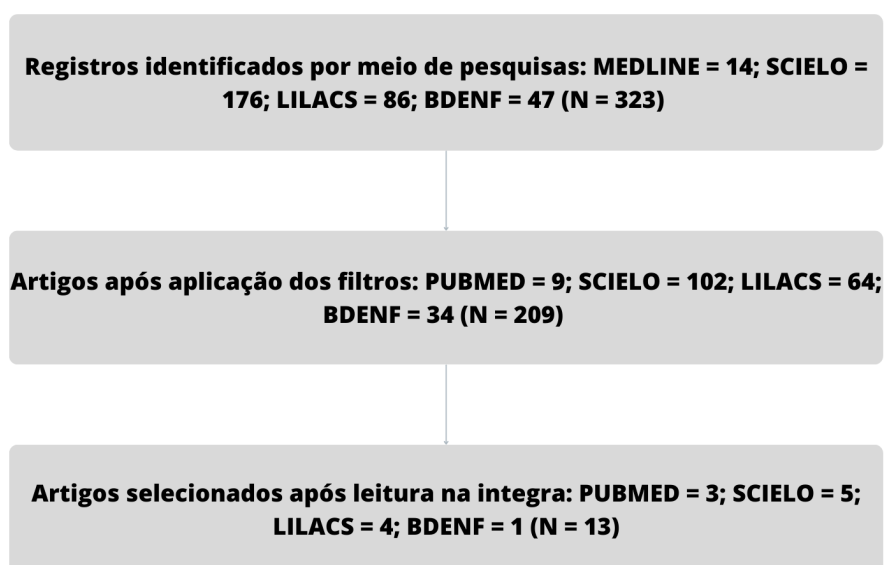 Registros identificados por meio de pesquisas: MEDLINE = 14; SCIELO =
176; LILACS = 86; BDENF = 47 (N = 323)
Artigos após aplicação dos filtros: PUBMED = 9; SCIELO = 102; LILACS = 64;
BDENF = 34 (N = 209)
Artigos selecionados após leitura na integra: PUBMED = 3; SCIELO = 5;
LILACS = 4; BDENF = 1 (N = 13)